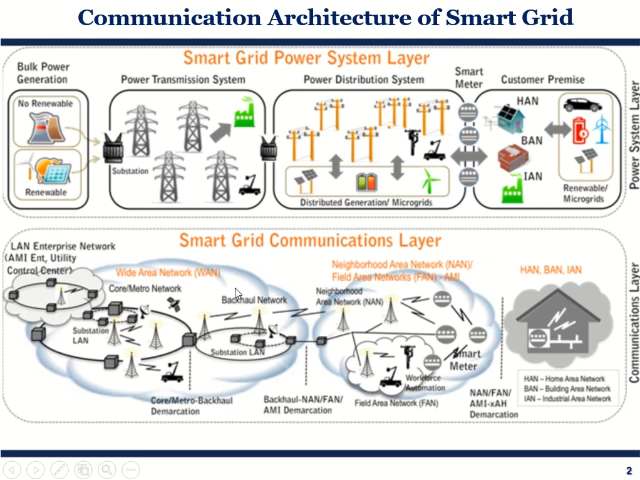 Communication Architecture of Smart Grid
Smart Grid Power System Layer
Bulk Power
Generation
Power Transmission System
Power Distribution System
Smart
Meter
Customer Premise
No Renewable
Renewable
Substation
Distributed Generation/ Microgrids
HAN
BAN
IAN
Renewable/
Microgrids
Power System Layer
Smart Grid Communications Layer
LAN Enterprise Network
(AMI Ent, Utility
Control Center)
Wide Area Network (WAN)
Core/Metro Network
Backhaul Network
Substation
LAN
Substation LAN
Neighborhood Area Network (NAN)/
Field Area Networks (FAN) - AMI
Neighborhood
Area Network (NAN)
Smart
Meter
Workforce
Automation
Field Area Network (FAN)
HAN, BAN, IAN
HAN – Home Area Network
BAN – Building Area Network
IAN – Industrial Area Network
Core/Metro-Backhaul
Demarcation
Backhaul-NAN/FAN/
AMI Demarcation
NAN/FAN/
AMI-xAH
Demarcation
Communications Layer
2